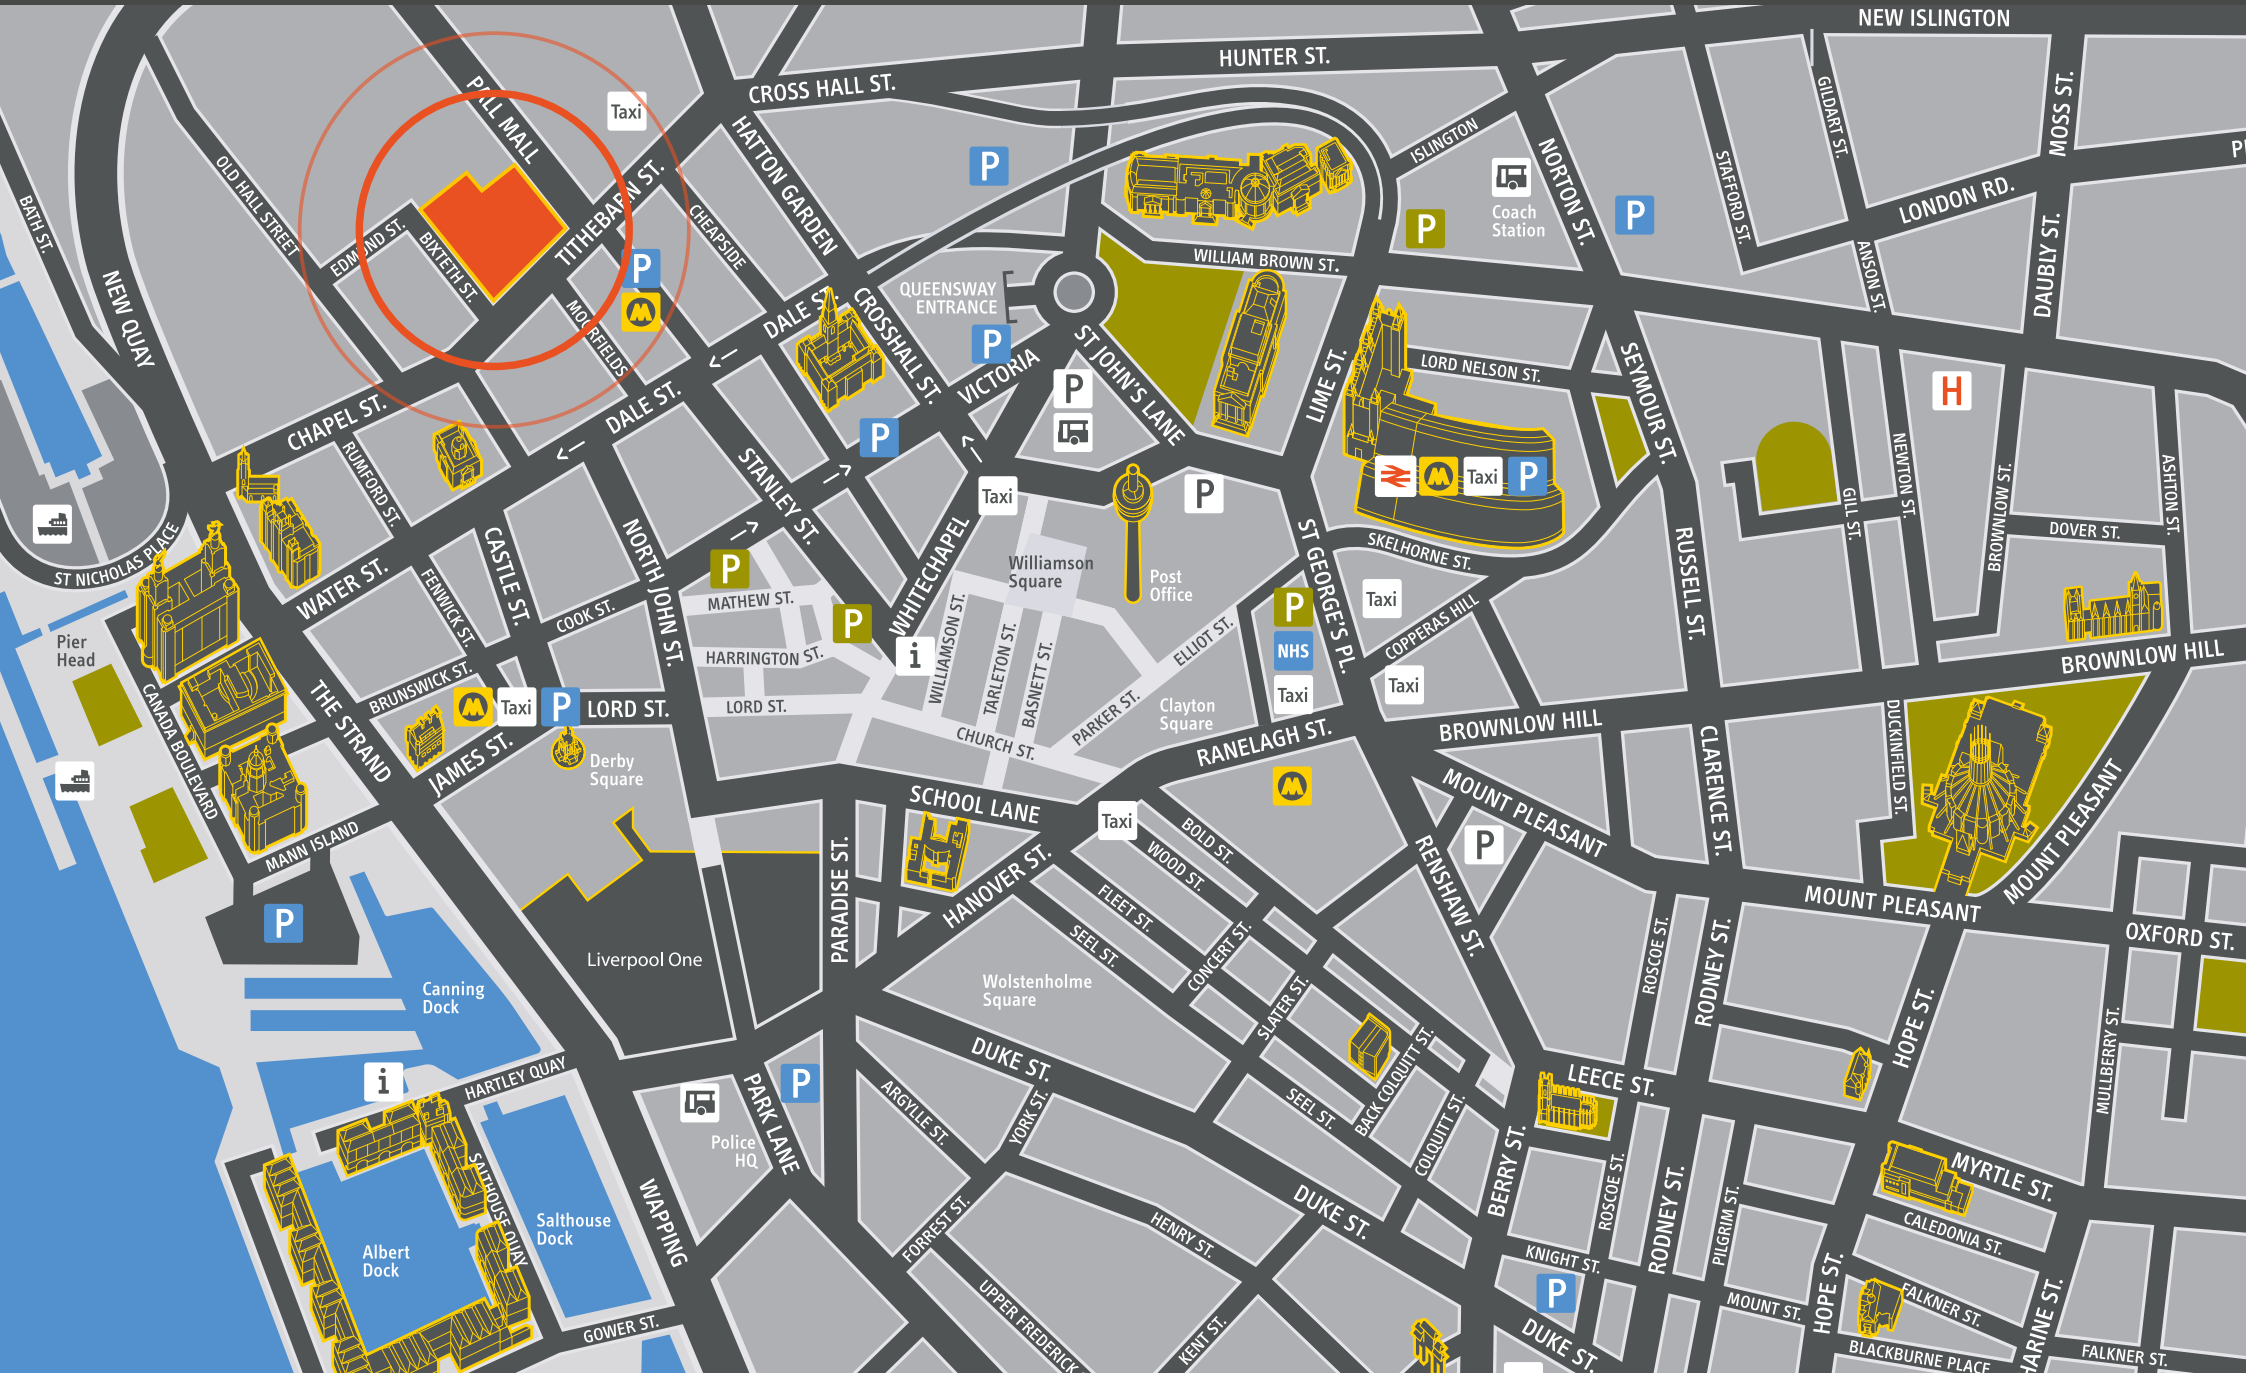 NEW ISLINGTON
HUNTER ST.
CROSS HALL ST.
PALL MALL
Taxi
HATTON GARDEN
TITHEBARN ST.
CHEAPSIDE
OLD HALL STREET
EDMUND ST.
BIXTETH ST.
BATH ST.
NEW QUAY
P
MOORFIELDS
DALE ST.
CROSSHALL ST.
QUEENSWAY
ENTRANCE
P
P
VICTORIA
ST JOHN'S LANE
P
WILLIAM BROWN ST.
ISLINGTON
P
Coach
Station
NORTON ST.
P
STAFFORD ST.
GILDART ST.
MOSS ST.
LONDON RD.
ANSON ST.
DAUBLY ST.
LIME ST.
LORD NELSON ST.
SEYMOUR ST.
H
Taxi
P
CHAPEL ST.
RUMFORD ST.
DALE ST.
STANLEY ST.
P
Taxi
P
ST NICHOLAS PLACE
WATER ST.
CASTLE ST.
FENWICK ST.
COOK ST.
NORTH JOHN ST.
P
MATHEW ST.
P
HARRINGTON ST.
LORD ST.
WHITECHAPEL
i
WILLIAMSON ST.
Williamson
Square
TARLETON ST.
BASNETT ST.
CHURCH ST.
PARKER ST.
ELLIOT ST.
Post
Office
Clayton
Square
SKELHORNE ST.
ST GEORGE'S PL.
P
NHS
Taxi
Taxi
COPPERAS HILL
Taxi
RUSSELL ST.
GILL ST.
NEWTON ST.
BROWNLOW ST.
DOVER ST.
ASHTON ST.
BROWNLOW HILL
BROWNLOW HILL
Pier
Head
CANADA BOULEVARD
THE STRAND
BRUNSWICK ST.
Taxi
P
LORD ST.
JAMES ST.
Derby
Square
MANN ISLAND
P
RANELAGH ST.
SCHOOL LANE
Taxi
MOUNT PLEASANT
P
CLARENCE ST.
DUCKINFIELD ST.
MOUNT PLEASANT
MOUNT PLEASANT
OXFORD ST.
BOLD ST.
WOOD ST.
FLEET ST.
SEEL ST.
CONCERT ST.
SLATER ST.
RENSHAW ST.
HANOVER ST.
PARADISE ST.
Liverpool One
Wolstenholme
Square
Canning
Dock
ROSCOE ST.
RODNEY ST.
HOPE ST.
MULLBERRY ST.
i
HARTLEY QUAY
Police
HQ
PARK LANE
P
DUKE ST.
ARGYLLE ST.
YORK ST.
SEEL ST.
BACK COLQUITT ST.
COLQUITT ST.
LEECE ST.
BERRY ST.
ROSCOE ST.
RODNEY ST.
PILGRIM ST.
MYRTLE ST.
CALEDONIA ST.
SALTHOUSE QUAY
Salthouse
Dock
Albert
Dock
WAPPING
FORREST ST.
HENRY ST.
DUKE ST.
UPPER FREDERICK
KENT ST.
GOWER ST.
KNIGHT ST.
P
DUKE ST.
MOUNT ST.
HOPE ST.
FALKNER ST.
BLACKBURNE PLACE
FALKNER ST.
HARINE ST.